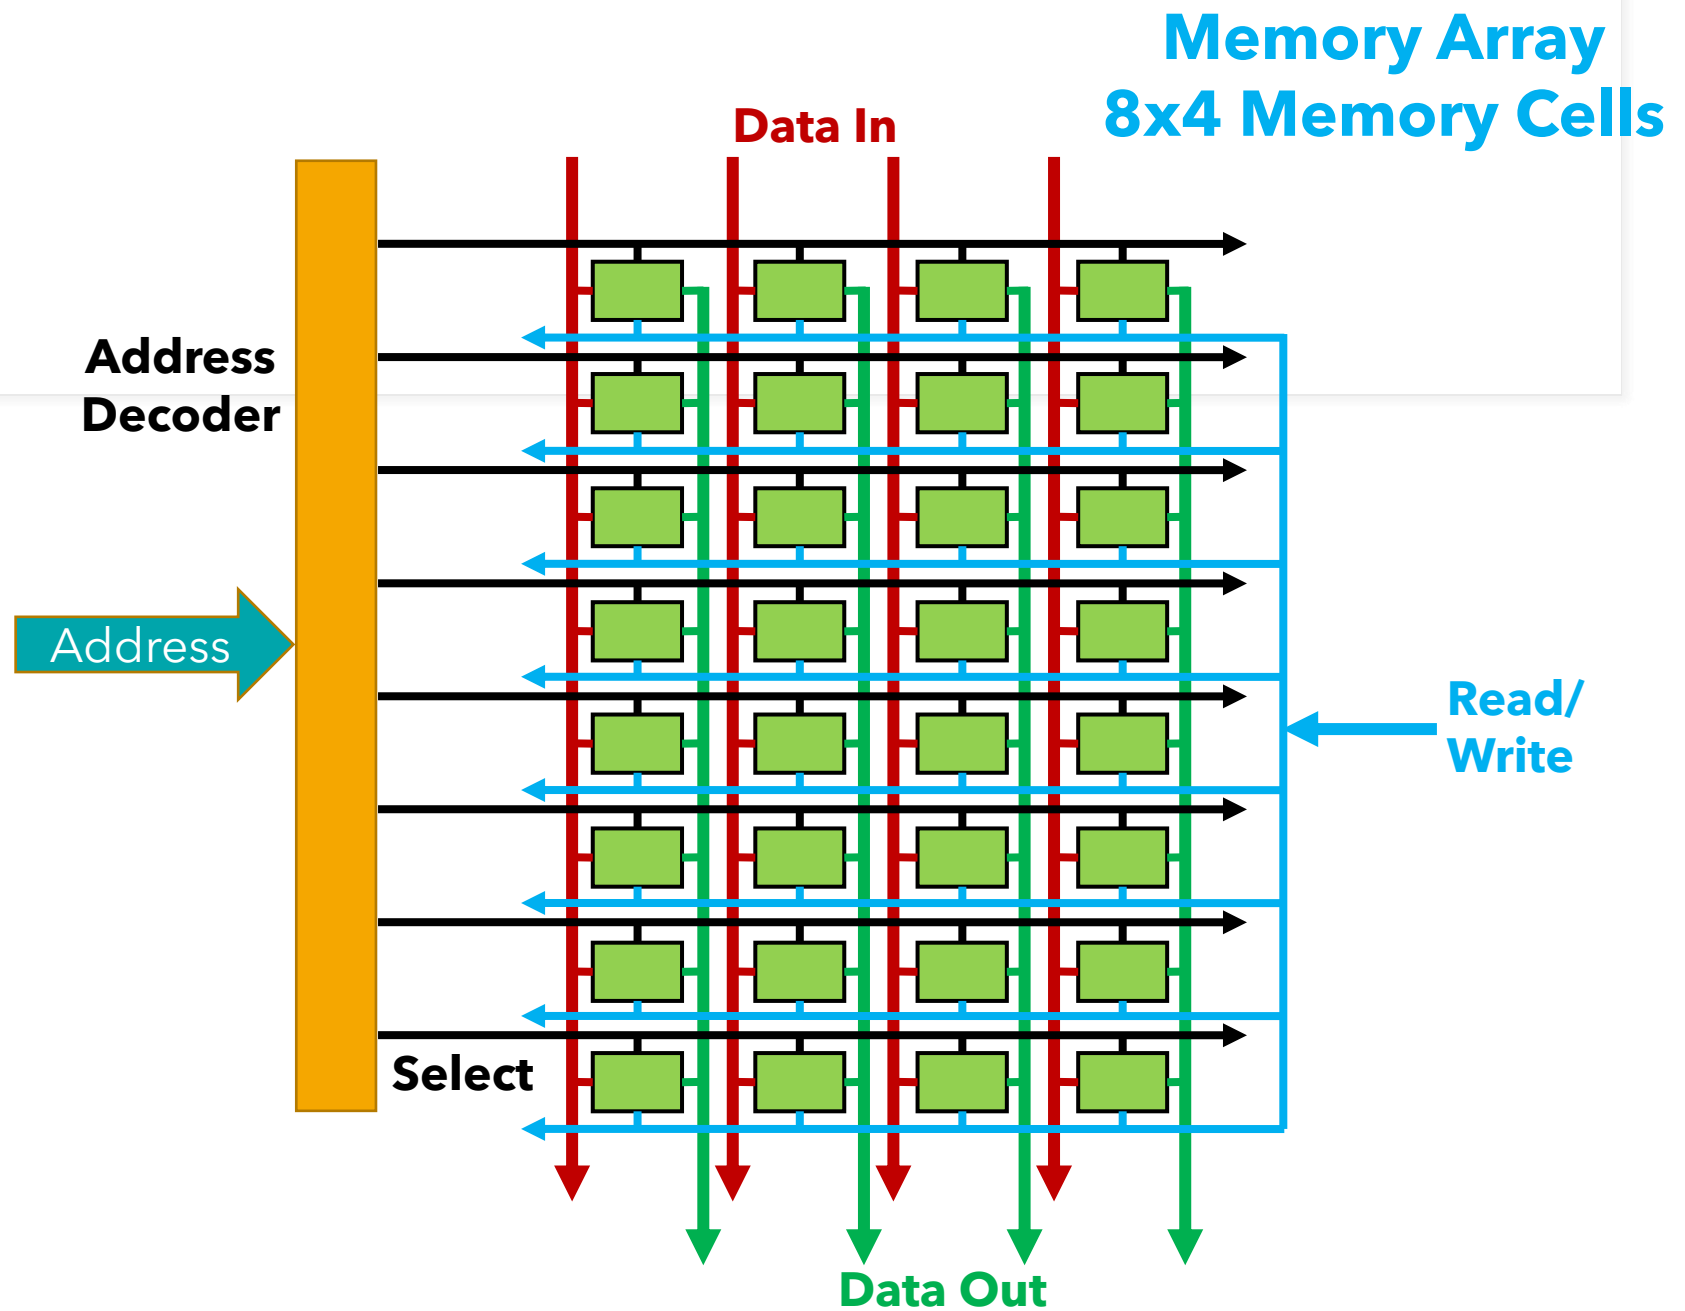 Memory Array
8x4 Memory Cells
Data In
Address
Decoder
Address
Read/
Write
Select
Data Out